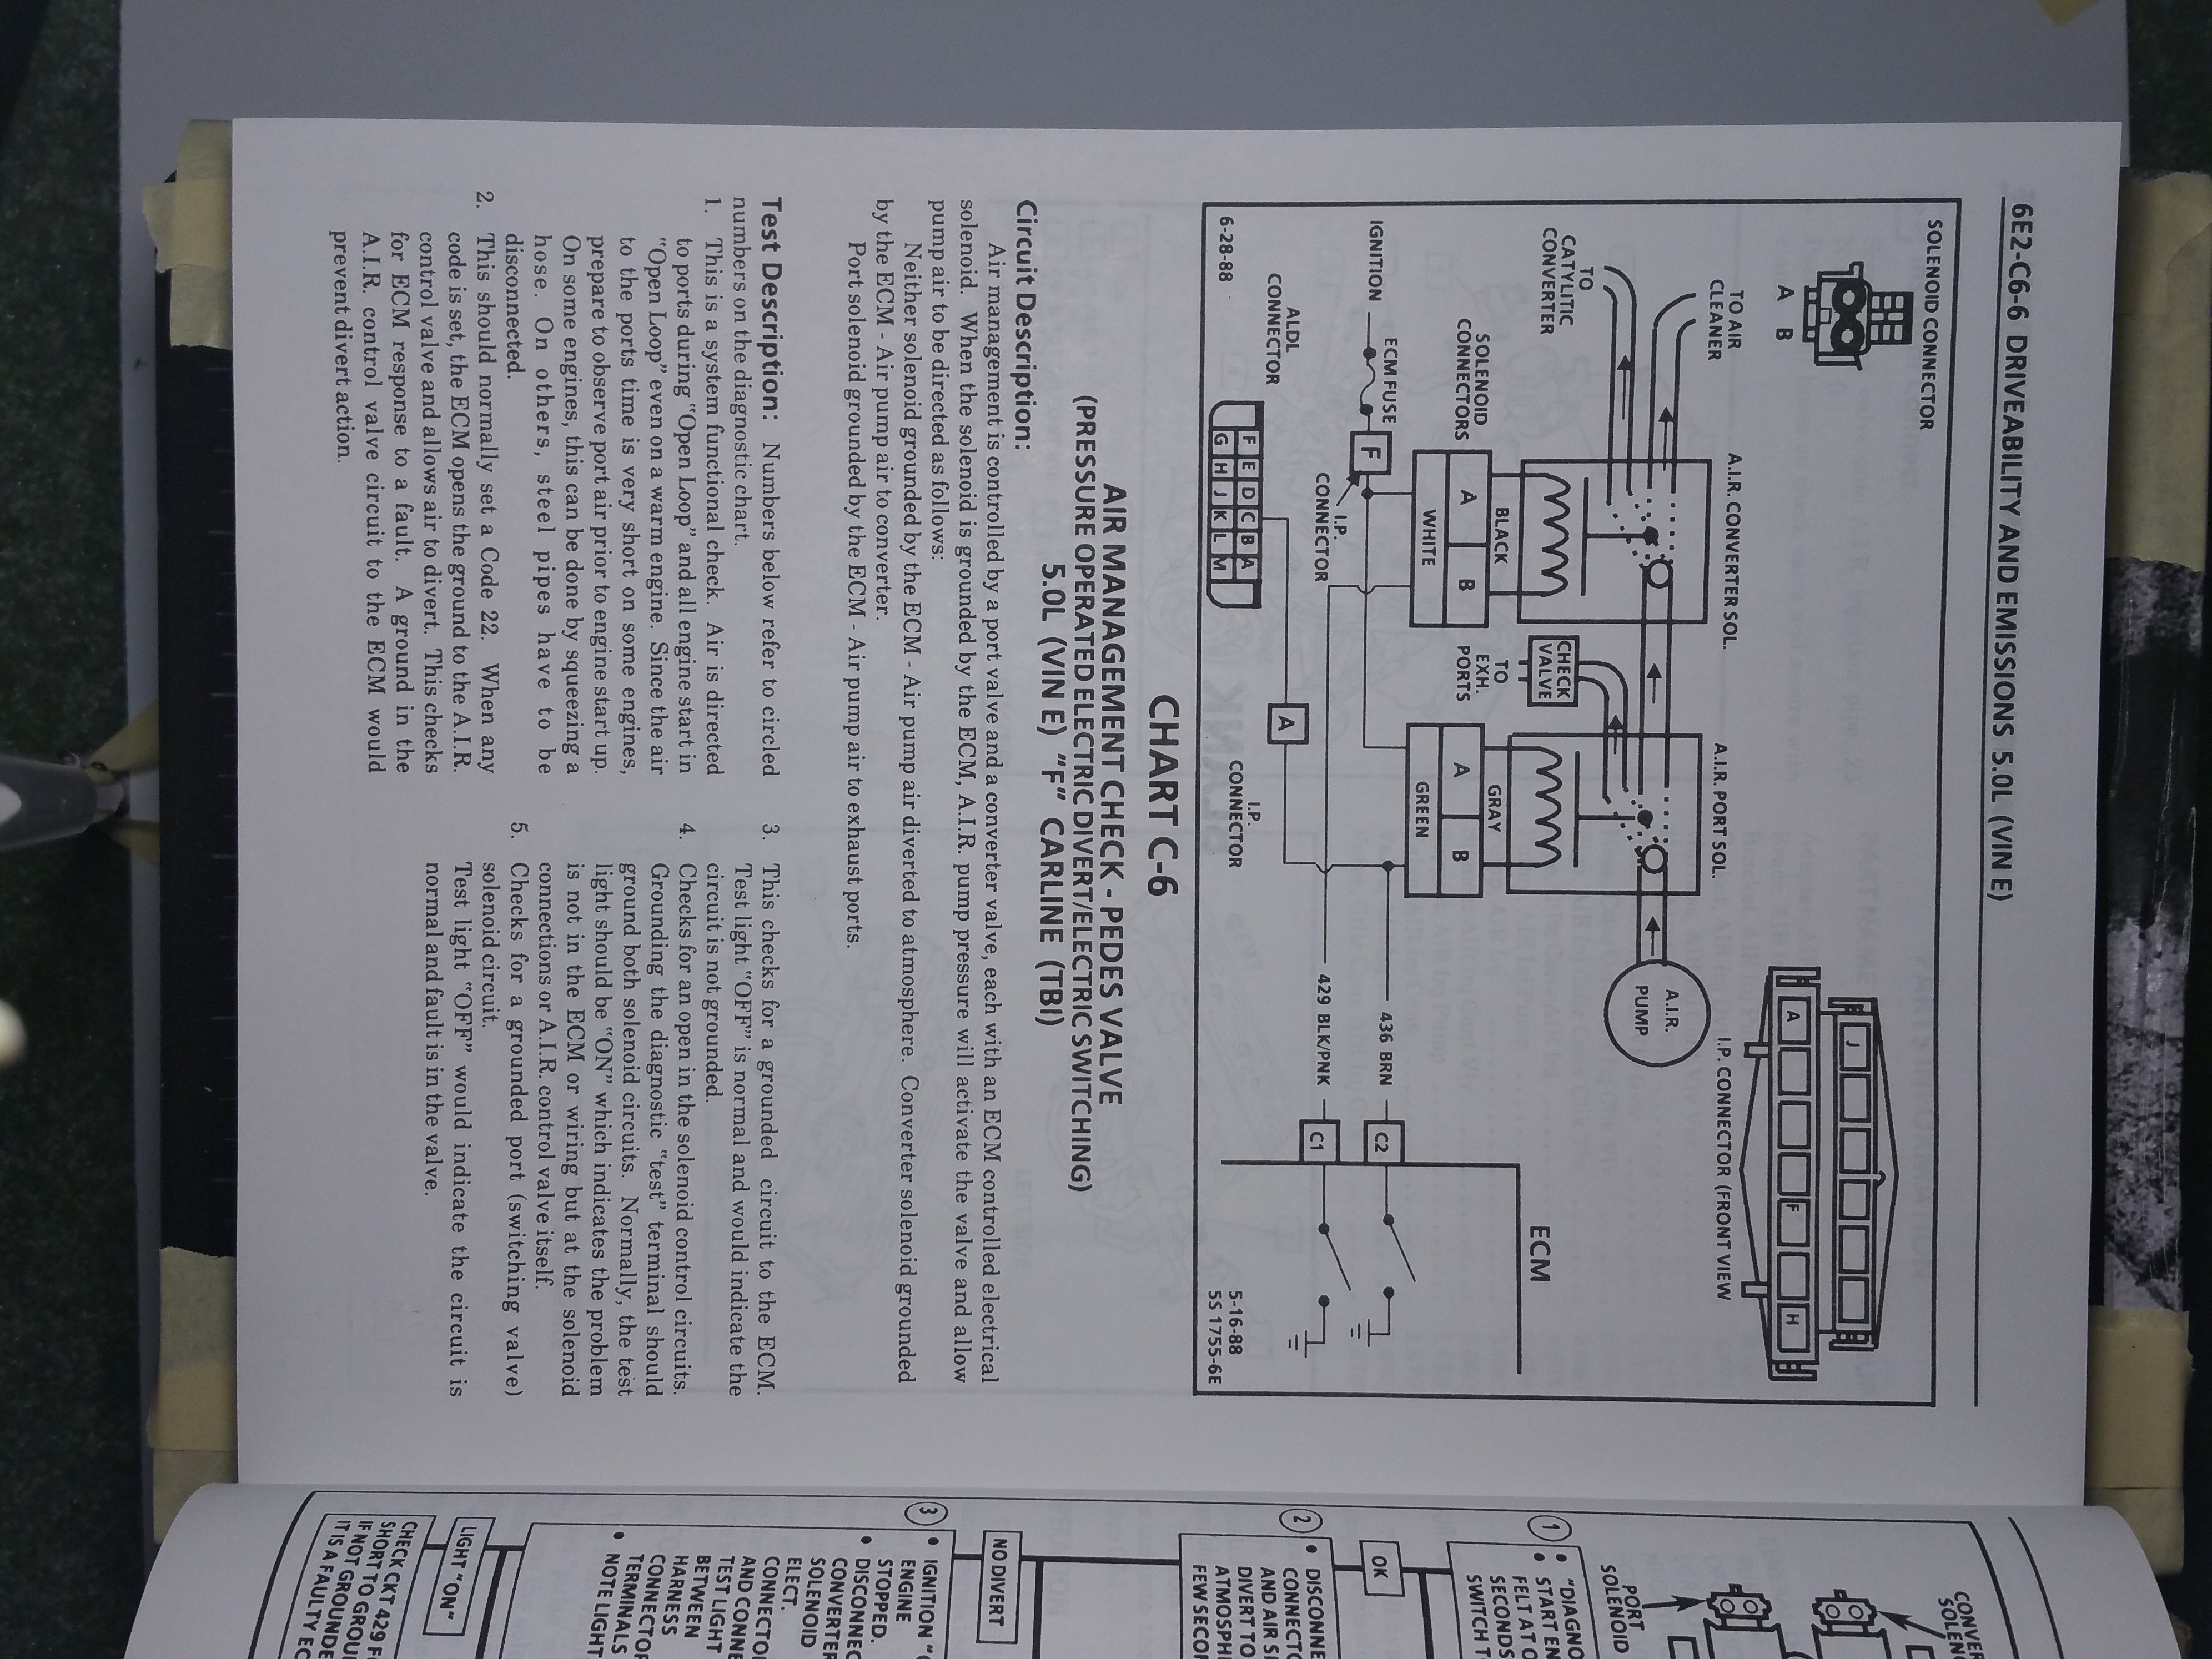 6E2-C6-6 DRIVEABILITY AND EMISSIONS 5.0L (VIN E)
SOLENOID CONNECTOR
A B
TO AIR
CLEANER
A.I.R. CONVERTER SOL.
A.I.R. PORT SOL.
I.P. CONNECTOR (FRONT VIEW
J
A
F
H
TO
CATYLITIC
CONVERTER
CHECK
VALVE
TO
EXH.
PORTS
A.I.R.
PUMP
SOLENOID
CONNECTORS
BLACK
A B
WHITE
GRAY
A B
GREEN
ECM
IGNITION
ECM FUSE
F
I.P.
CONNECTOR
436 BRN
C2
429 BLK/PNK
C1
ALDL
CONNECTOR
F E D C B A
G H J K L M
A
I.P.
CONNECTOR
6-28-88
5-16-88
5S 1755-6E
CHART C-6
AIR MANAGEMENT CHECK - PEDES VALVE
(PRESSURE OPERATED ELECTRIC DIVERT/ELECTRIC SWITCHING)
5.0L (VIN E) "F" CARLINE (TBI)
Circuit Description:
Air management is controlled by a port valve and a converter valve, each with an ECM controlled electrical
solenoid. When the solenoid is grounded by the ECM, A.I.R. pump pressure will activate the valve and allow
pump air to be directed as follows:
Neither solenoid grounded by the ECM - Air pump air diverted to atmosphere. Converter solenoid grounded
by the ECM - Air pump air to converter.
Port solenoid grounded by the ECM - Air pump air to exhaust ports.
Test Description: Numbers below refer to circled
numbers on the diagnostic chart.
1. This is a system functional check. Air is directed
to ports during "Open Loop" and all engine start in
"Open Loop" even on a warm engine. Since the air
to the ports time is very short on some engines,
prepare to observe port air prior to engine start up.
On some engines, this can be done by squeezing a
hose. On others, steel pipes have to be
disconnected.
2. This should normally set a Code 22. When any
code is set, the ECM opens the ground to the A.I.R.
control valve and allows air to divert. This checks
for ECM response to a fault. A ground in the
A.I.R. control valve circuit to the ECM would
prevent divert action.
3. This checks for a grounded circuit to the ECM.
Test light "OFF" is normal and would indicate the
circuit is not grounded.
4. Checks for an open in the solenoid control circuits.
Grounding the diagnostic "test" terminal should
ground both solenoid circuits. Normally, the test
light should be "ON" which indicates the problem
is not in the ECM or wiring but at the solenoid
connections or A.I.R. control valve itself.
5. Checks for a grounded port (switching valve)
solenoid circuit.
Test light "OFF" would indicate the circuit is
normal and fault is in the valve.
CONVER
SOLEN
PORT
SOLENOID
1
"DIAGNO
• START EN
FELT AT O
SECONDS
SWITCH T
OK
2
• DISCONNE
CONNECTO
AND AIR S
DIVERT TO
ATMOSPH
FEW SECO
NO DIVERT
3
• IGNITION "
ENGINE
STOPPED.
• DISCONNEC
CONVERTER
SOLENOID
ELECT.
CONNECTO
AND CONNE
TEST LIGHT
BETWEEN
HARNESS
CONNECTOR
TERMINALS
• NOTE LIGHT
LIGHT "ON"
CHECK CKT 429 F
SHORT TO GROU
IF NOT GROUNDE
IT IS A FAULTY EC